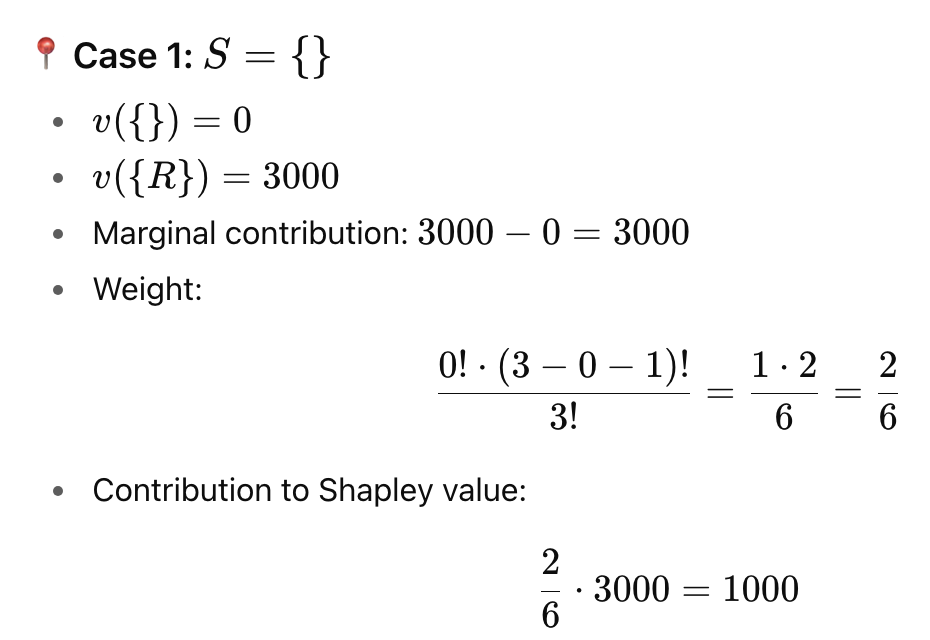 📍 Case 1: S = {}
• v({}) = 0
• v({R}) = 3000
• Marginal contribution: 3000 − 0 = 3000
• Weight:
0! · (3 − 0 − 1)! / 3! = 1 · 2 / 6 = 2 / 6
• Contribution to Shapley value:
2 / 6 · 3000 = 1000